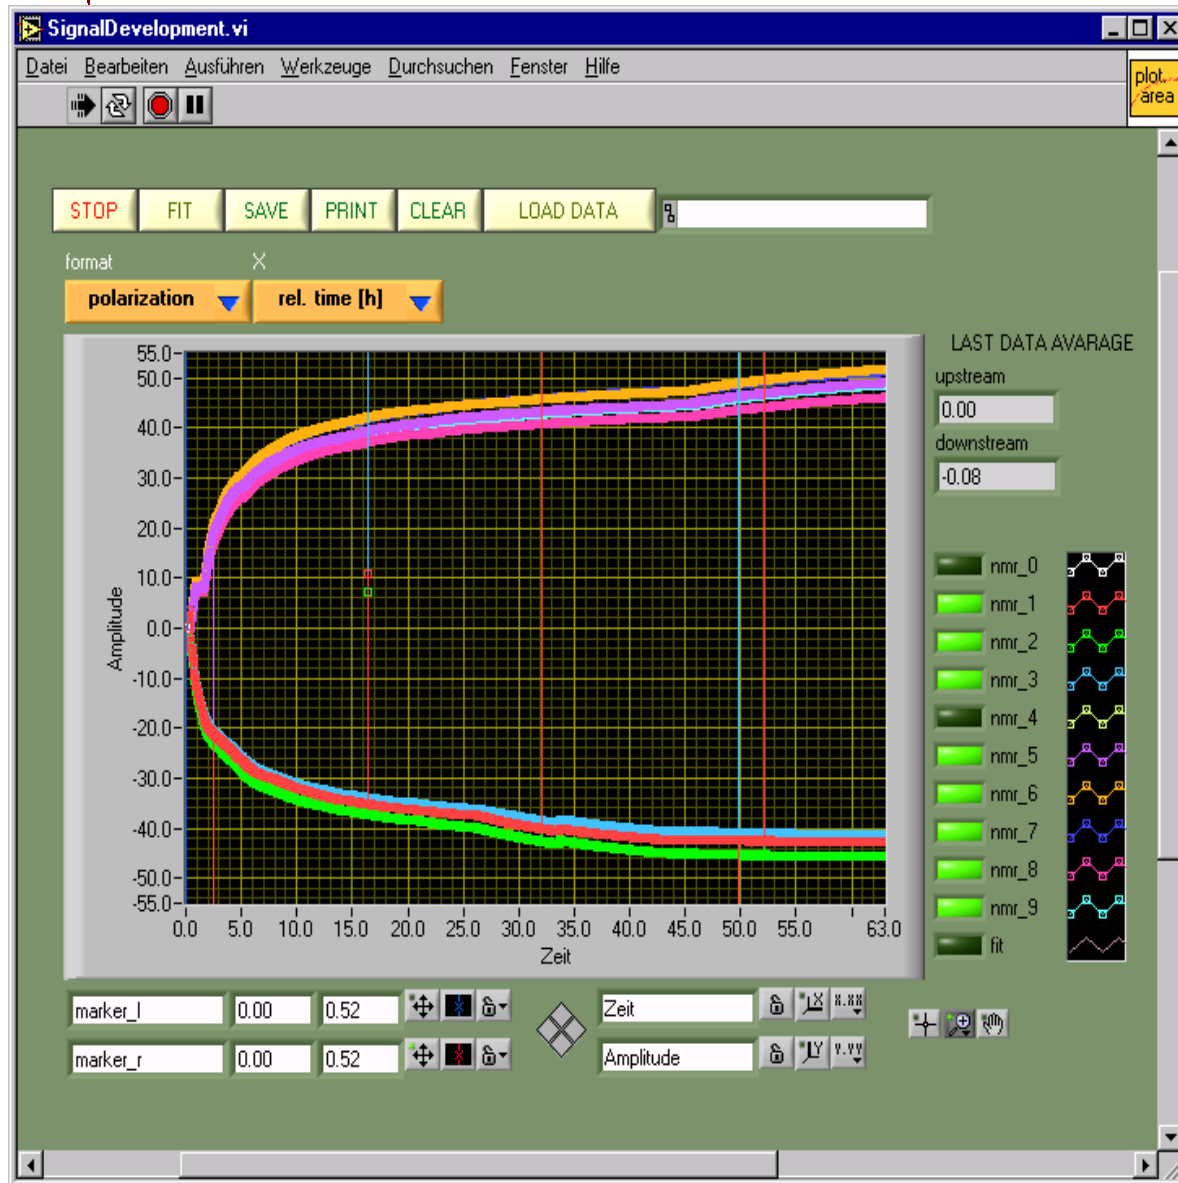 SignalDevelopment.vi
Datei Bearbeiten Ausführen Werkzeuge Durchsuchen Fenster Hilfe
plot
area
STOP FIT SAVE PRINT CLEAR LOAD DATA
format X
polarization rel. time [h]
LAST DATA AVARAGE
upstream
0.00
downstream
-0.08
55.0
50.0
40.0
30.0
20.0
10.0
0.0
-10.0
-20.0
-30.0
-40.0
-50.0
-55.0
Amplitude
0.0 5.0 10.0 15.0 20.0 25.0 30.0 35.0 40.0 45.0 50.0 55.0 63.0
Zeit
nmr_0
nmr_1
nmr_2
nmr_3
nmr_4
nmr_5
nmr_6
nmr_7
nmr_8
nmr_9
fit
marker_l 0.00 0.52 Zeit X X.XX
marker_r 0.00 0.52 Amplitude Y Y.YY